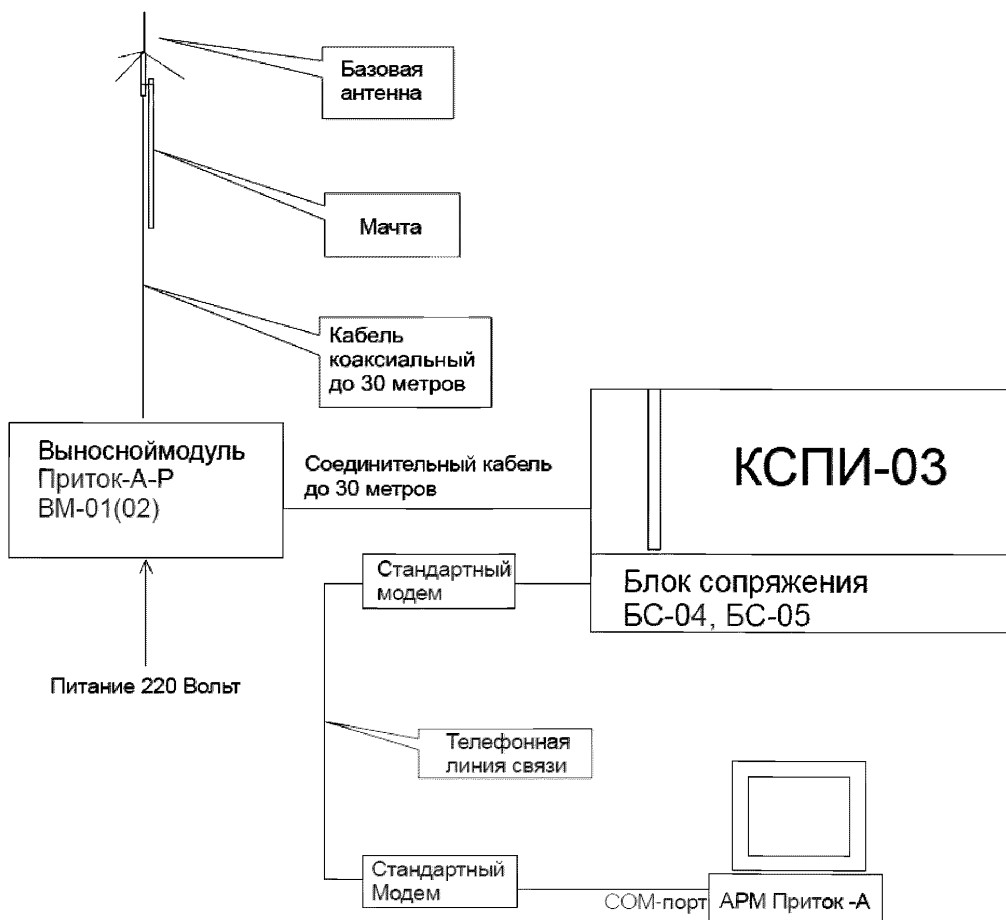 Базовая
антенна
Мачта
Кабель
коаксиальный
до 30 метров
Выносноймодуль
Приток-А-Р
ВМ-01(02)
Соединительный кабель
до 30 метров
КСПИ-03
Стандартный
модем
Блок сопряжения
БС-04, БС-05
Питание 220 Вольт
Телефонная
линия связи
Стандартный
Модем
COM-порт
АРМ Приток -А